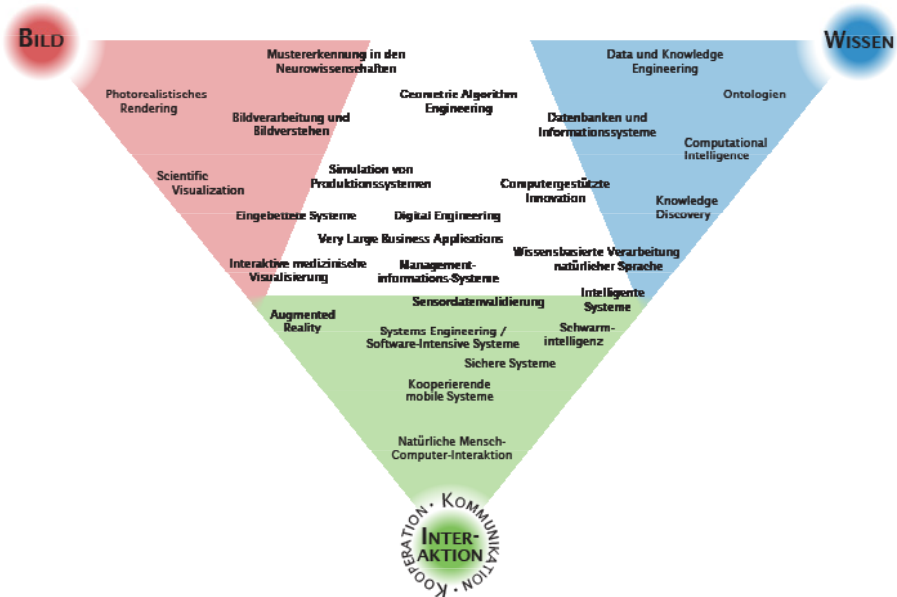 BILD
WISSEN
Mustererkennung in den
Neurowissenschaften
Data und Knowledge
Engineering
Photorealistisches
Rendering
Geometric Algorithm
Engineering
Ontologien
Bildverarbeitung und
Bildverstehen
Datenbanken und
Informationssysteme
Computational
Intelligence
Scientific
Visualization
Simulation von
Produktionssystemen
Computergestützte
Innovation
Knowledge
Discovery
Eingebettete Systeme
Digital Engineering
Very Large Business Applications
Interaktive medizinische
Visualisierung
Management-
informations-Systeme
Wissensbasierte Verarbeitung
natürlicher Sprache
Sensordatenvalidierung
Intelligente
Systeme
Augmented
Reality
Systems Engineering /
Software-Intensive Systeme
Schwarm-
intelligenz
Sichere Systeme
Kooperierende
mobile Systeme
Natürliche Mensch-
Computer-Interaktion
KOOPERATION · KOMMUNIKATION ·
INTER-
AKTION